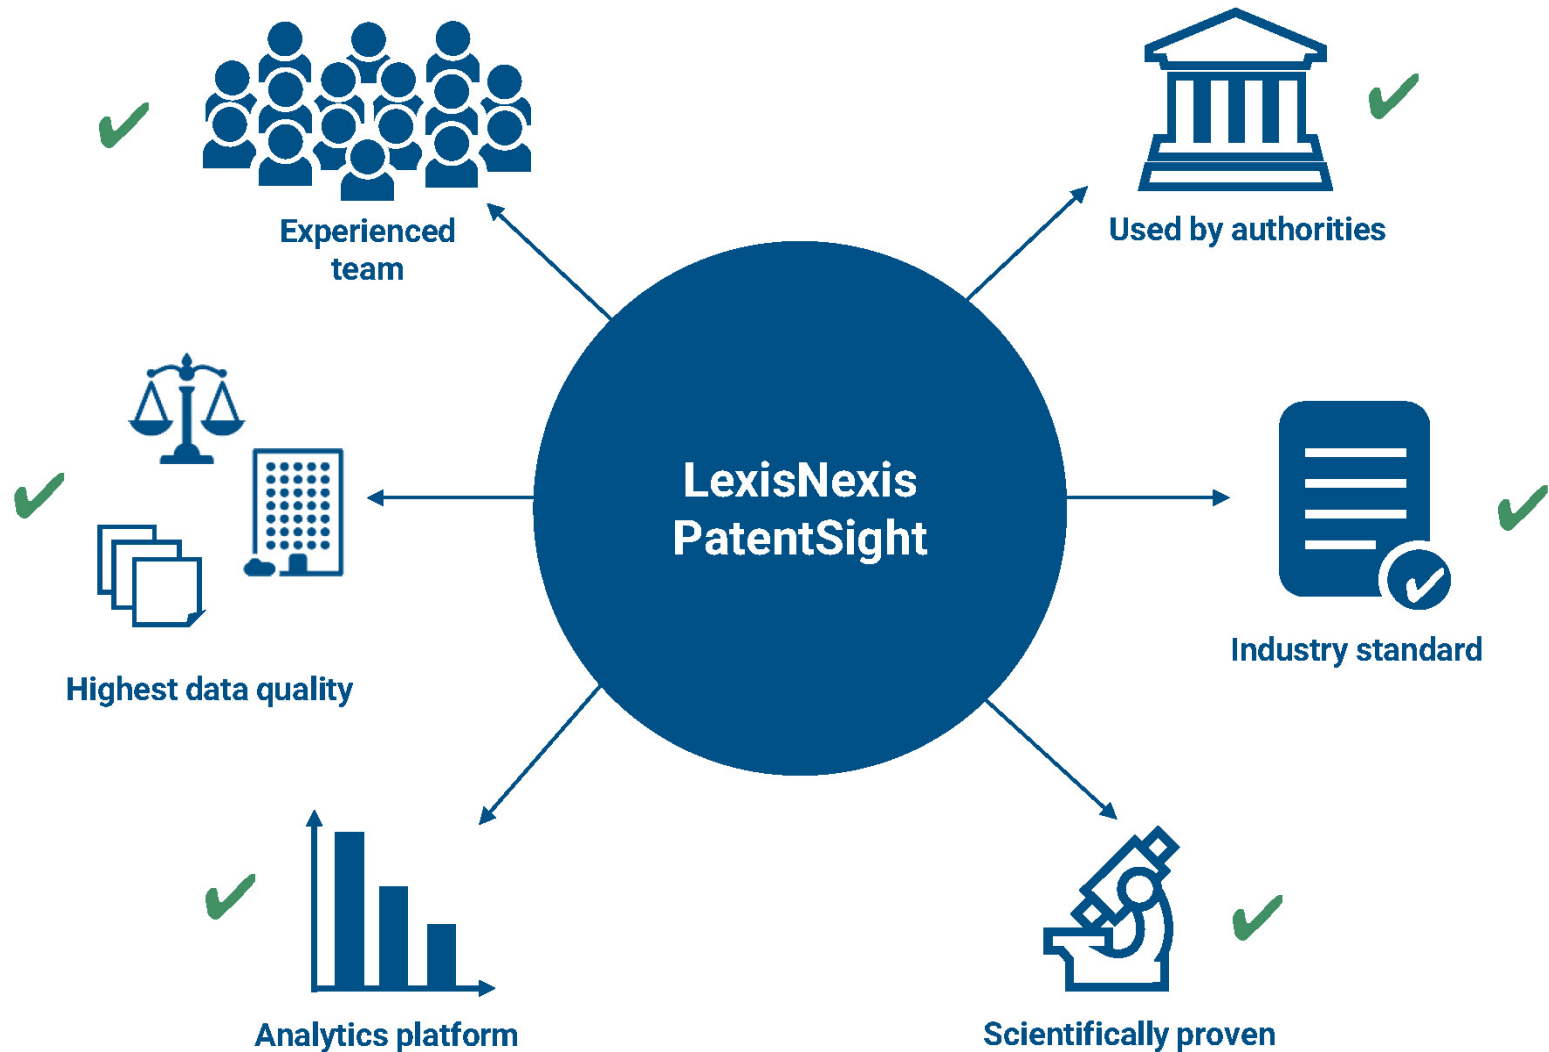 Experienced
team
Used by authorities
LexisNexis
PatentSight
Highest data quality
Industry standard
Analytics platform
Scientifically proven